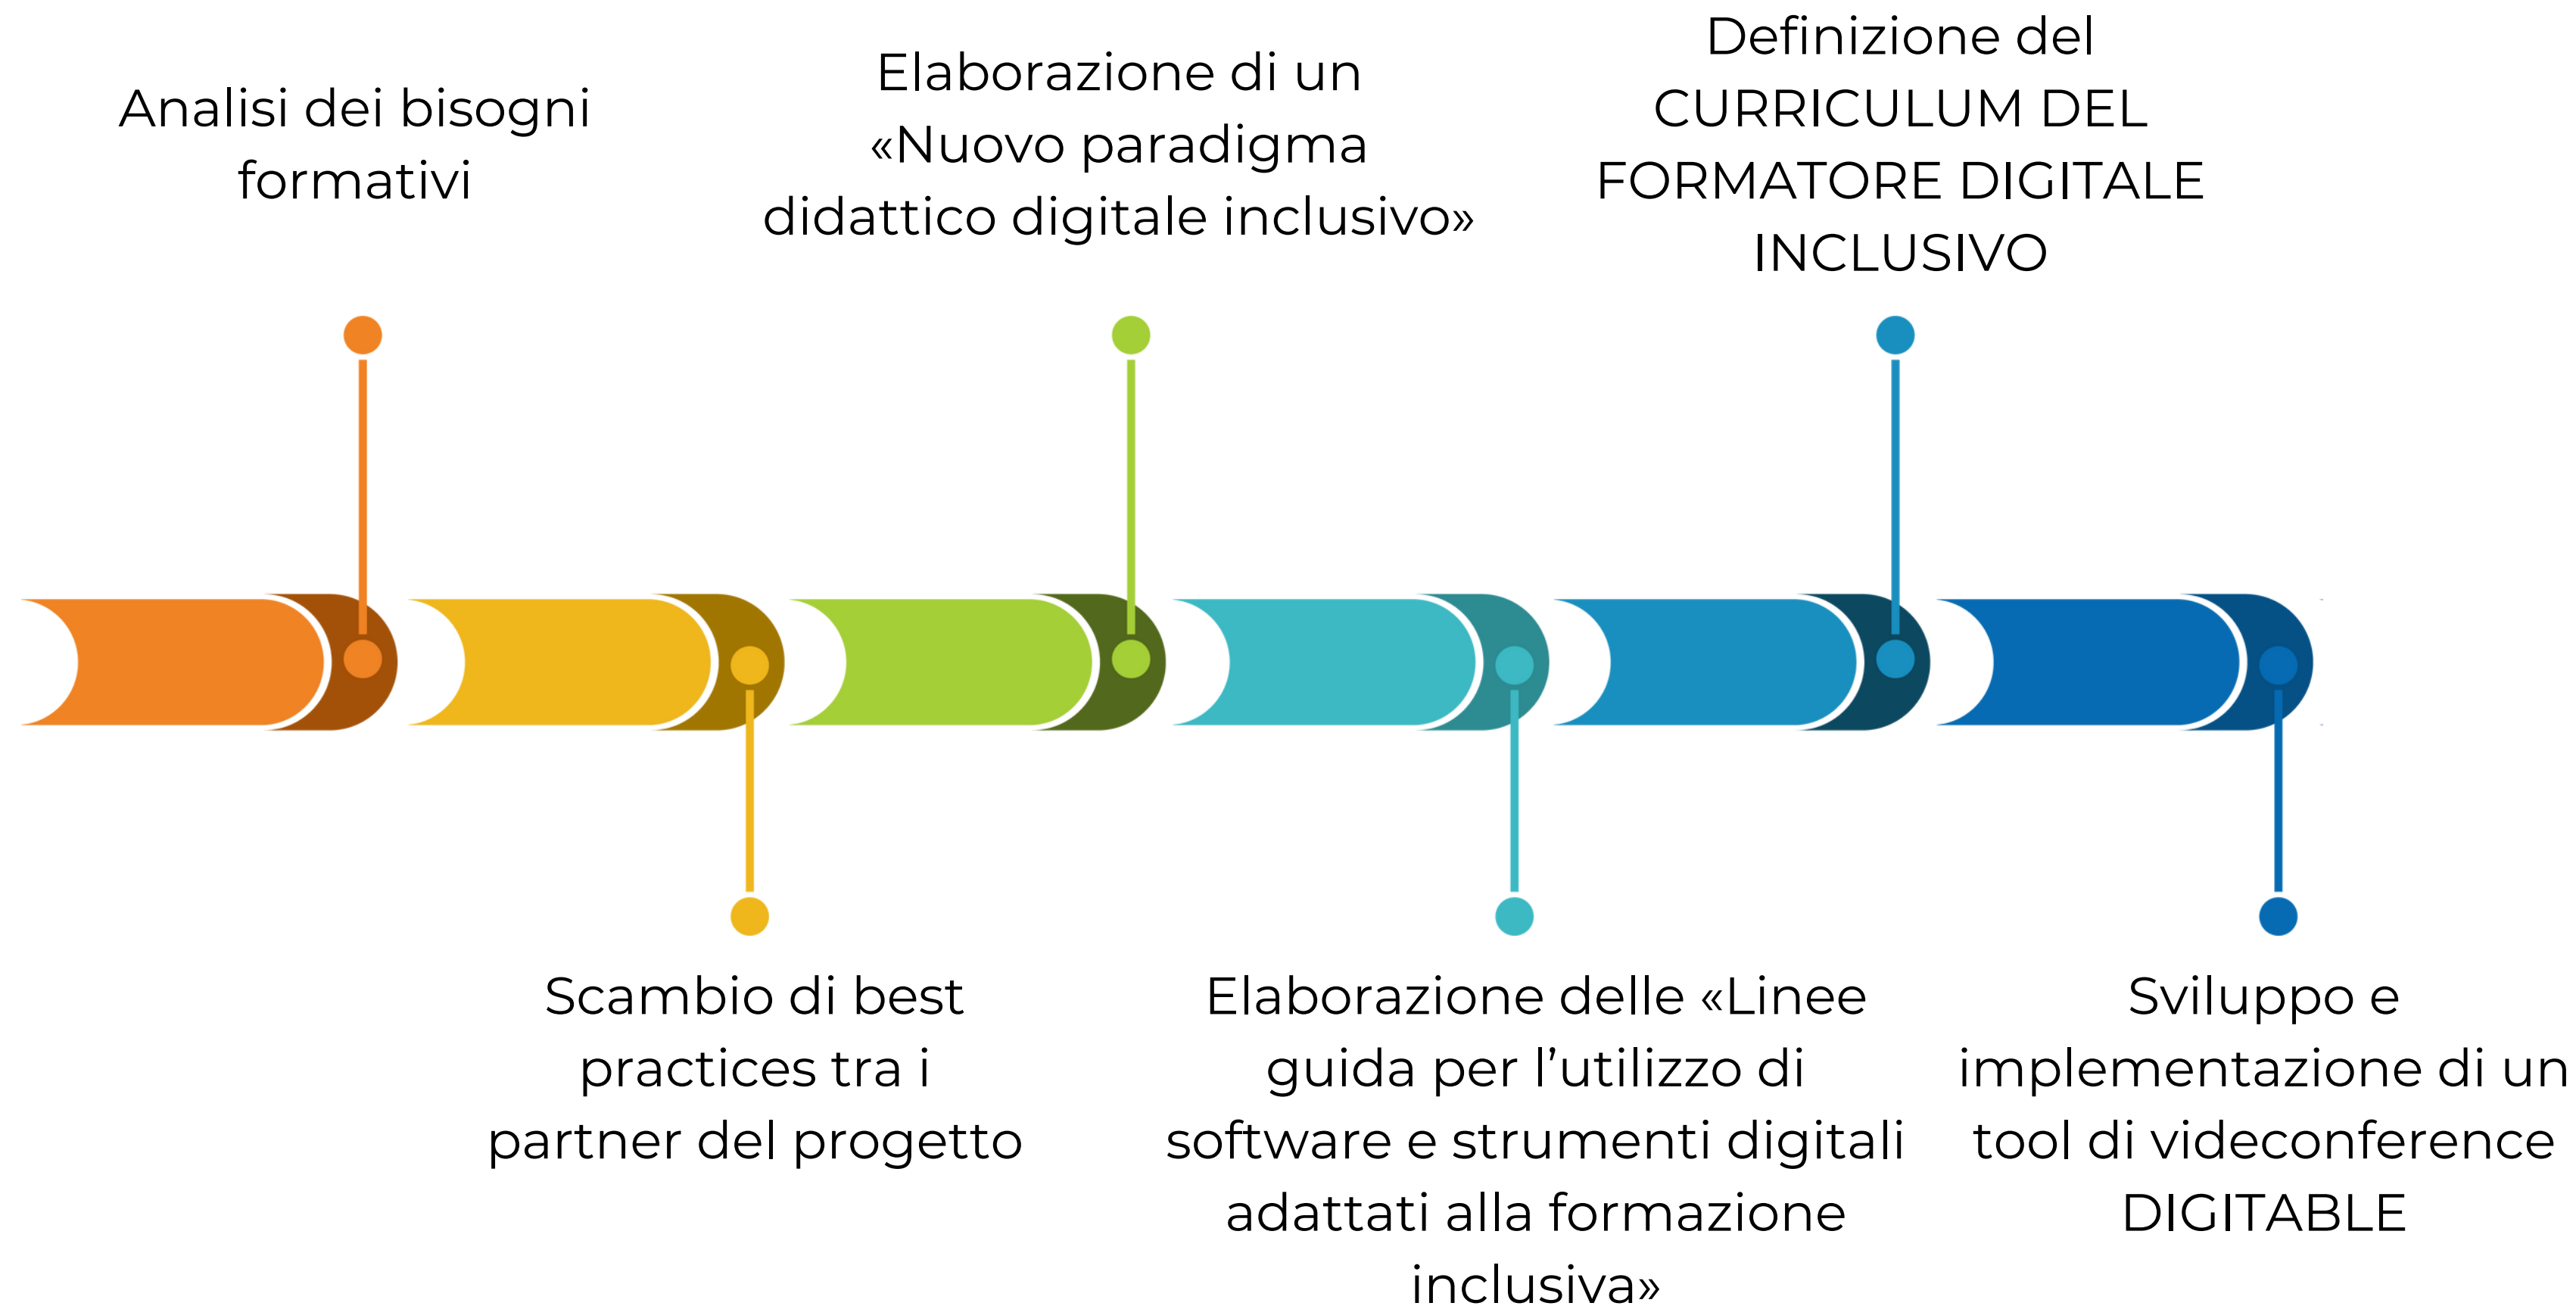 Analisi dei bisogni
formativi
Scambio di best
practices tra i
partner del progetto
Elaborazione di un
«Nuovo paradigma
didattico digitale inclusivo»
Elaborazione delle «Linee
guida per l’utilizzo di
software e strumenti digitali
adattati alla formazione
inclusiva»
Definizione del
CURRICULUM DEL
FORMATORE DIGITALE
INCLUSIVO
Sviluppo e
implementazione di un
tool di videconference
DIGITABLE